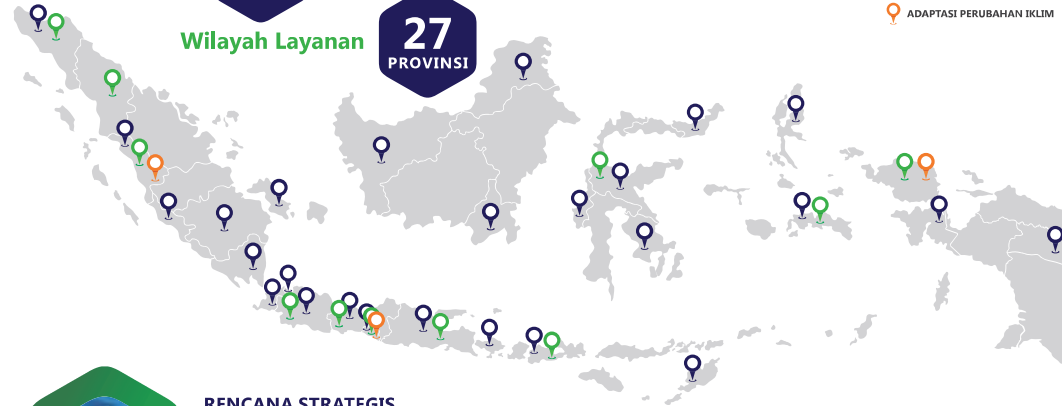 ADAPTASI PERUBAHAN IKLIM
Wilayah Layanan
27
PROVINSI
RENCANA STRATEGIS